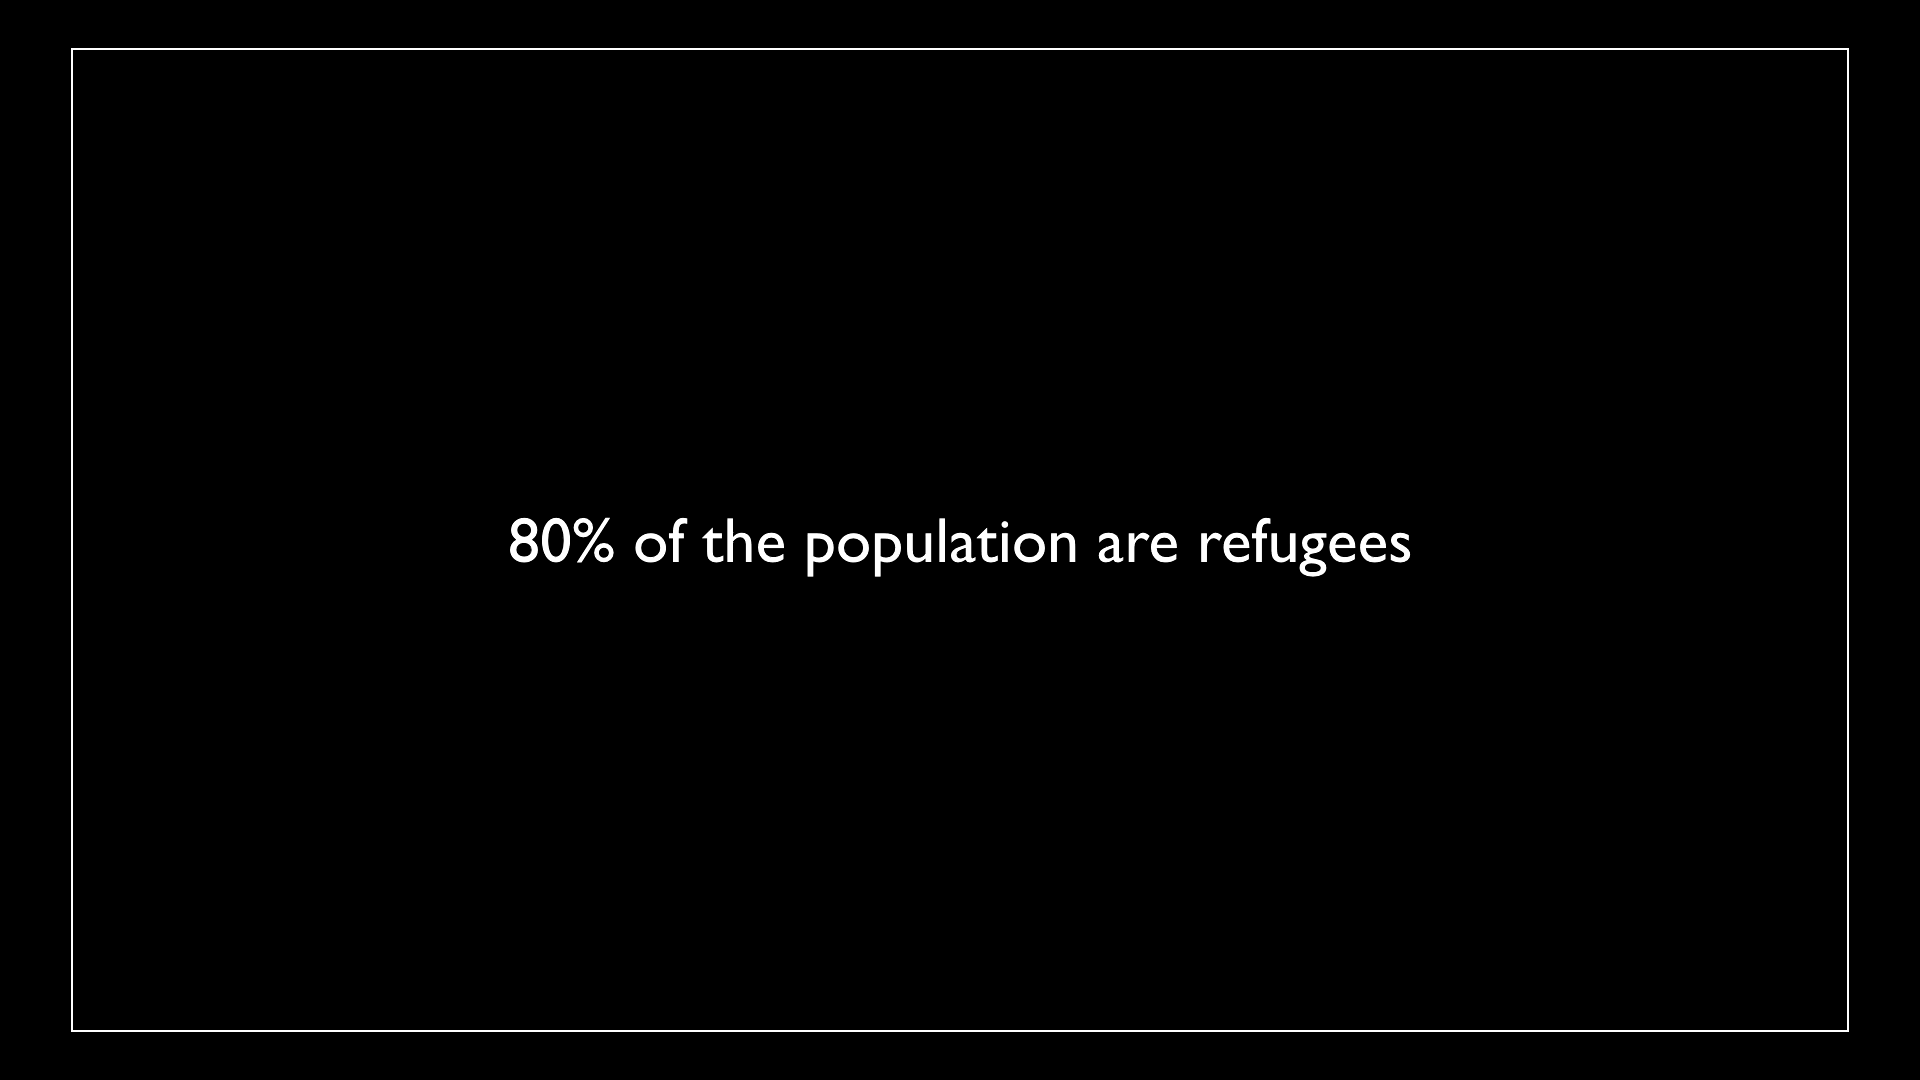 80% of the population are refugees